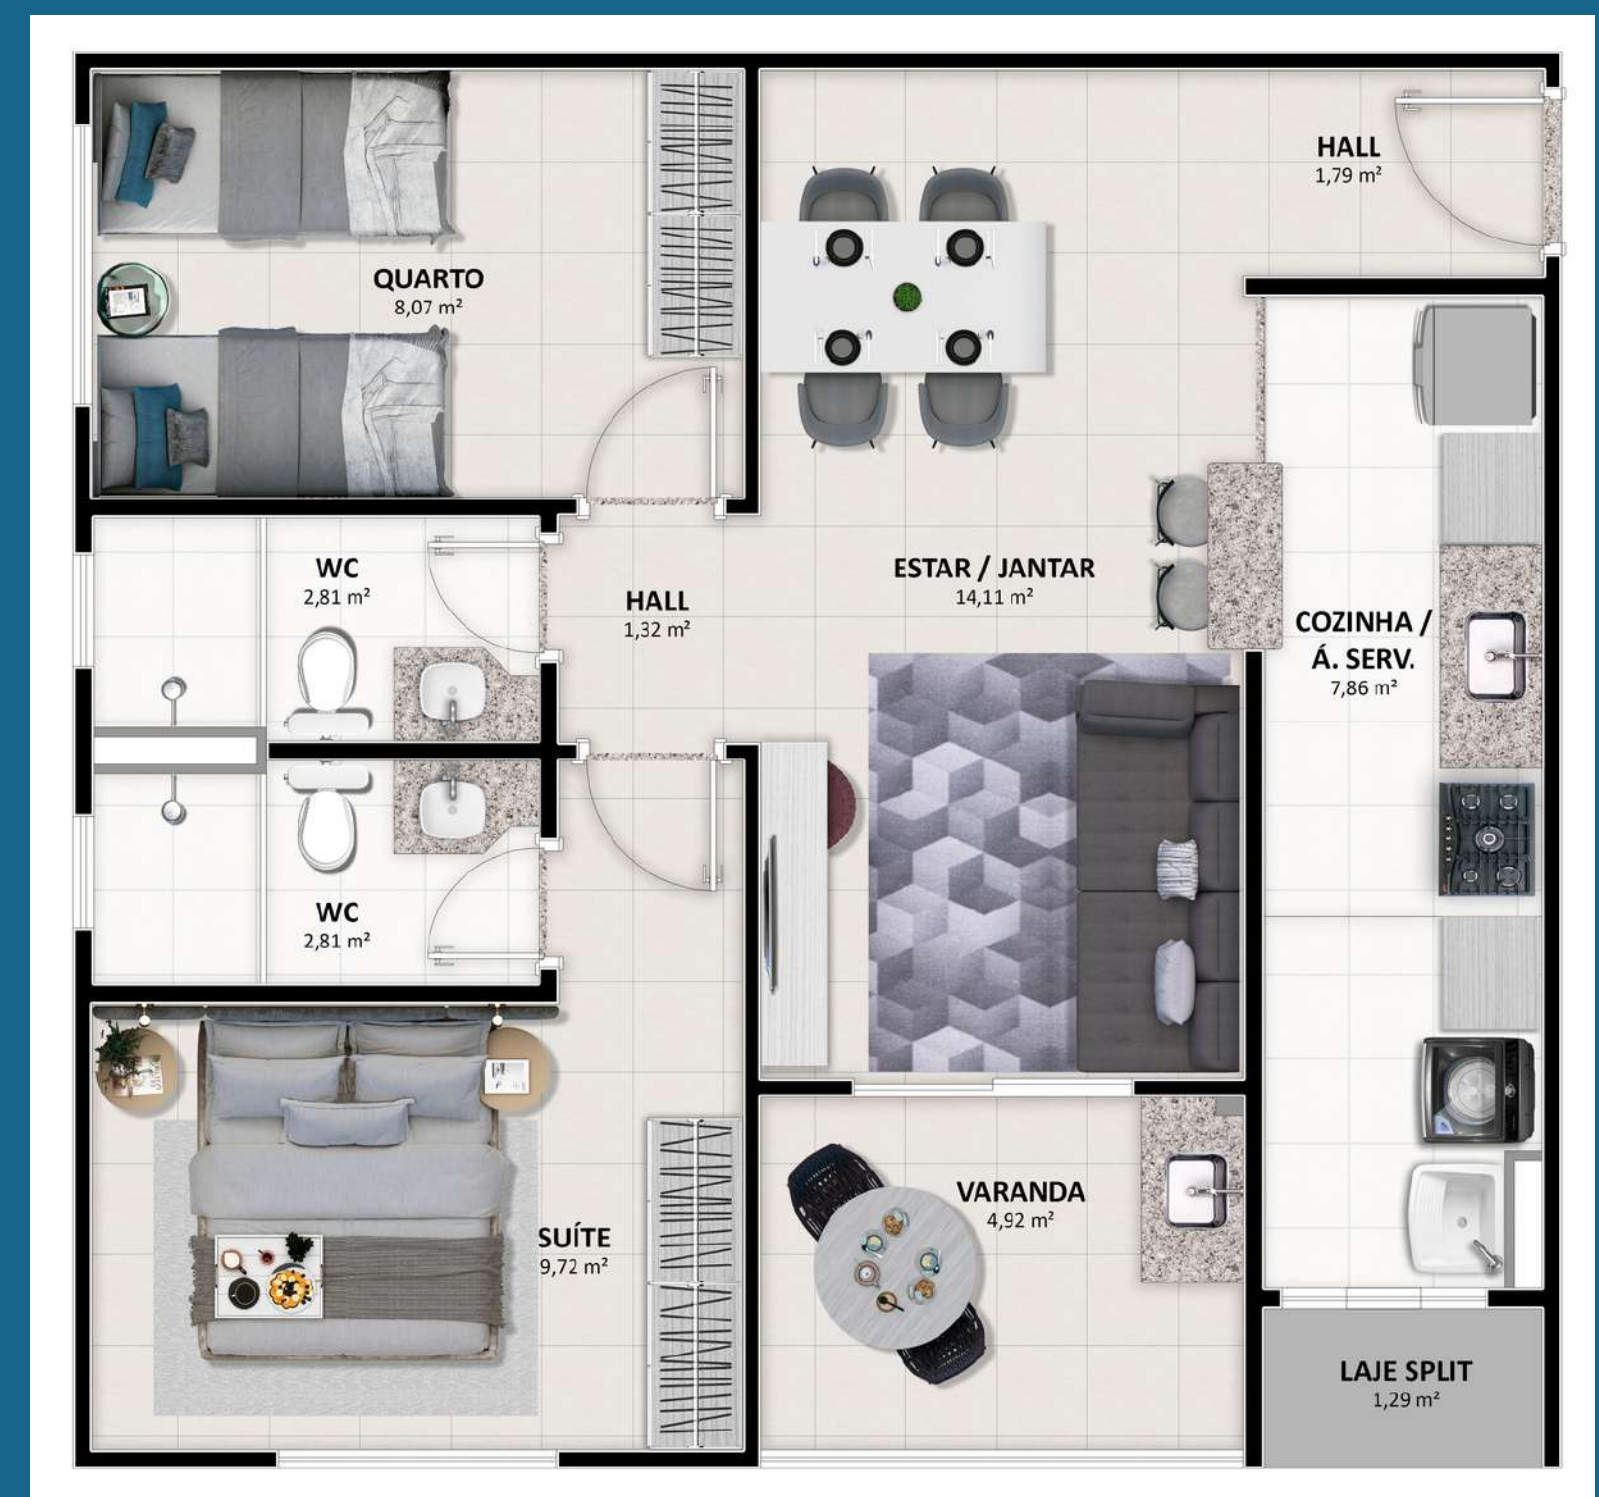 HALL
1,79 m²
QUARTO
8,07 m²
WC
2,81 m²
HALL
1,32 m²
ESTAR / JANTAR
14,11 m²
COZINHA /
Á. SERV.
7,86 m²
WC
2,81 m²
VARANDA
4,92 m²
SUÍTE
9,72 m²
LAJE SPLIT
1,29 m²